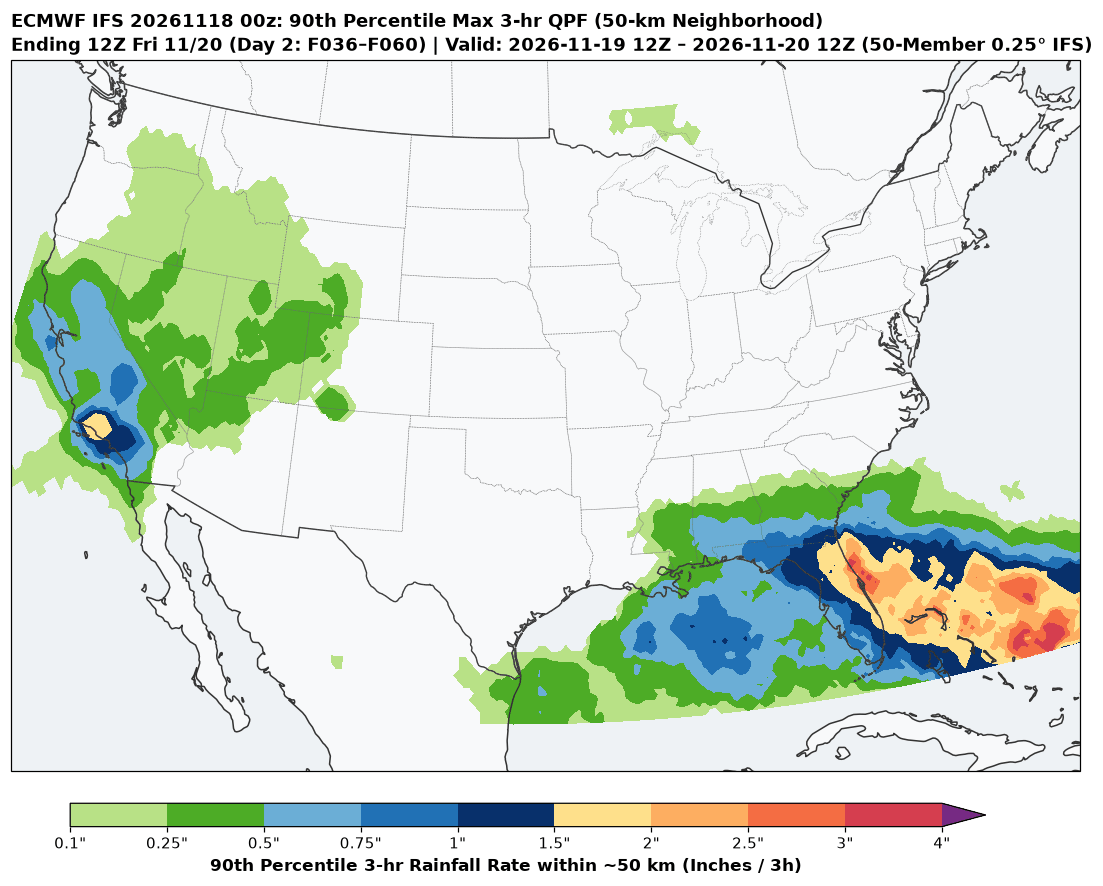 ECMWF IFS 20261118 00z: 90th Percentile Max 3-hr QPF (50-km Neighborhood)
Ending 12Z Fri 11/20 (Day 2: F036–F060) | Valid: 2026-11-19 12Z – 2026-11-20 12Z (50-Member 0.25° IFS)
0.1" 0.25" 0.5" 0.75" 1" 1.5" 2" 2.5" 3" 4"
90th Percentile 3-hr Rainfall Rate within ~50 km (Inches / 3h)